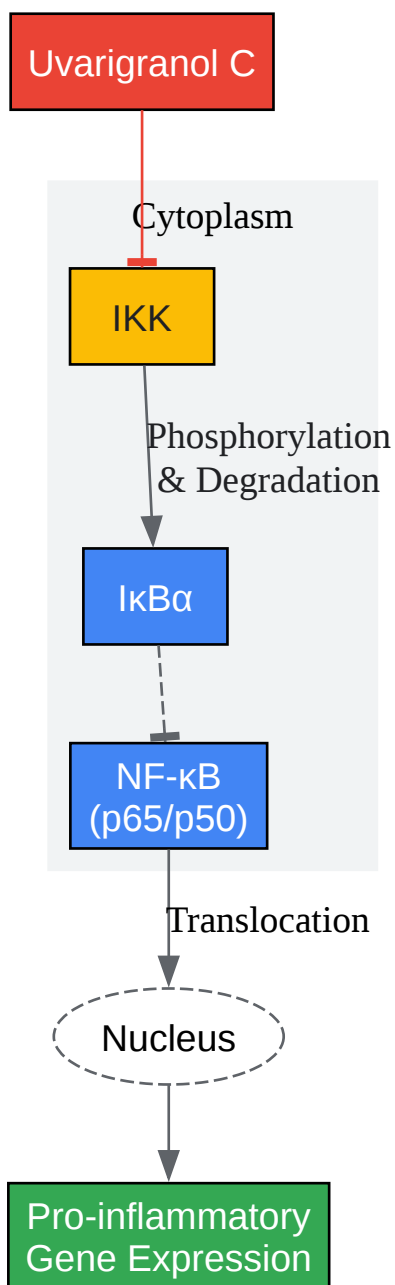 Uvarigranol C
Cytoplasm
IKK
Phosphorylation
& Degradation
IκBα
NF-κB
(p65/p50)
Translocation
Nucleus
Pro-inflammatory
Gene Expression